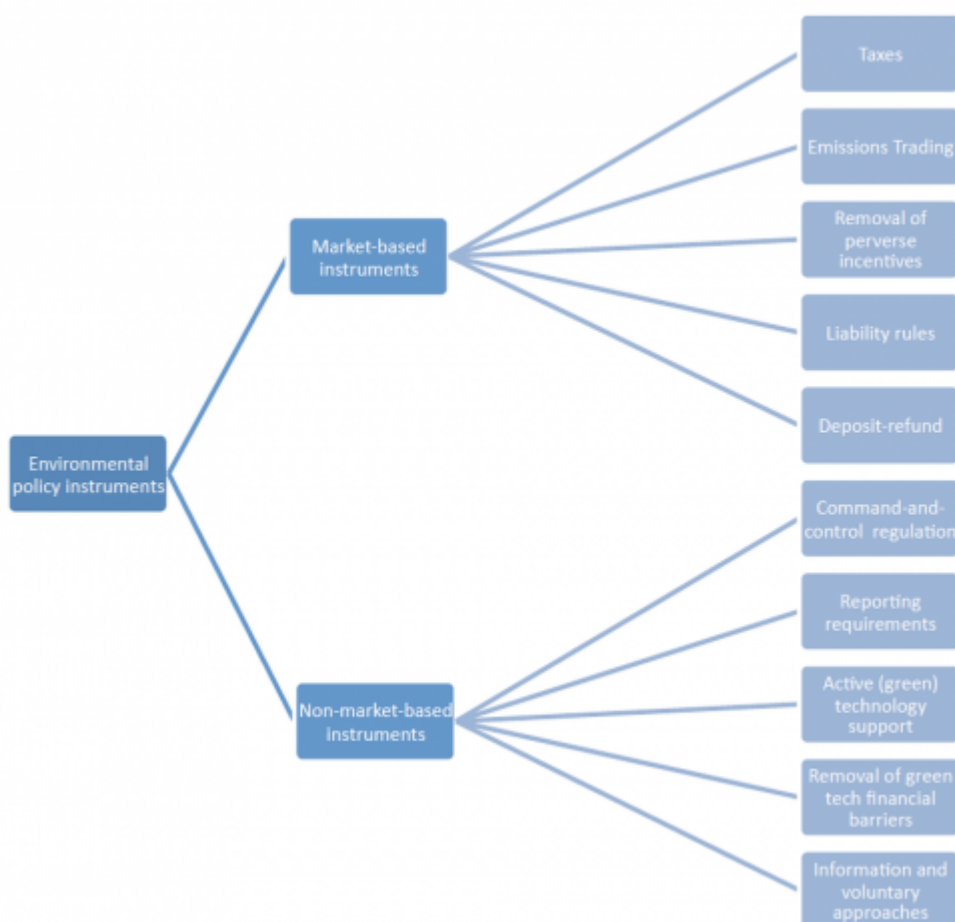 Taxes
Emissions Trading
Removal of
perverse
incentives
Market-based
instruments
Liability rules
Deposit-refund
Environmental
policy instruments
Command-and-
control regulation
Reporting
requirements
Non-market-based
instruments
Active (green)
technology
support
Removal of green
tech financial
barriers
Information and
voluntary
approaches